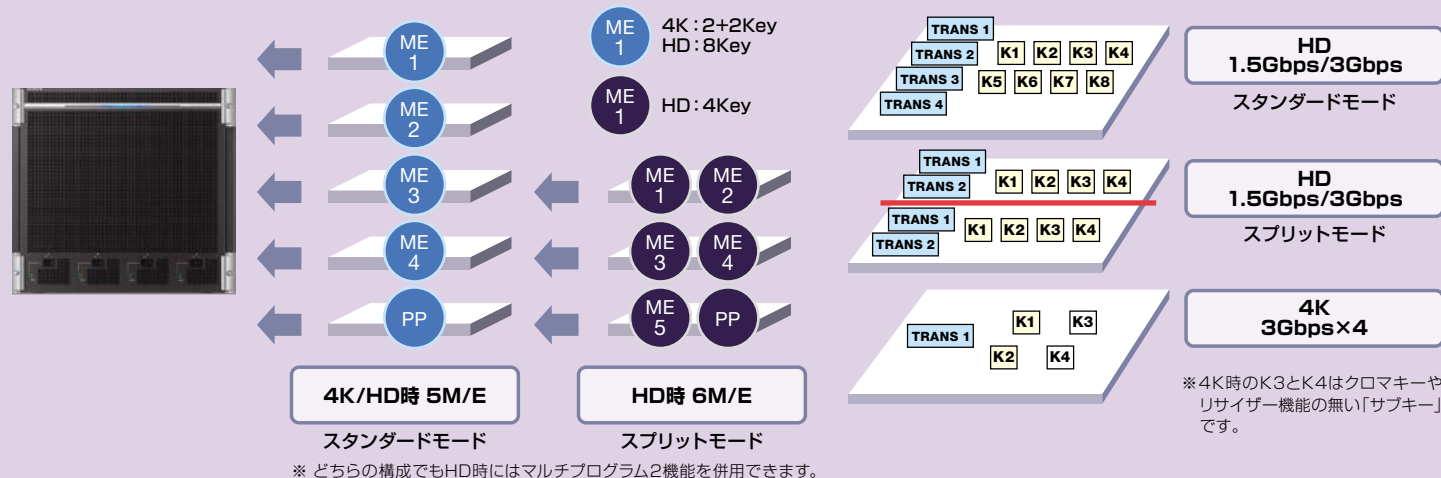 ME
1
ME
2
ME
3
ME
4
PP
4K/HD時 5M/E
スタンダードモード
ME
1
4K:2+2Key
HD:8Key
ME
1
HD:4Key
ME
1
ME
2
ME
3
ME
4
ME
5
PP
HD時 6M/E
スプリットモード
※ どちらの構成でもHD時にはマルチプログラム2機能を併用できます。
TRANS 1
TRANS 2 K1 K2 K3 K4
TRANS 3 K5 K6 K7 K8
TRANS 4
HD
1.5Gbps/3Gbps
スタンダードモード
TRANS 1
TRANS 2 K1 K2 K3 K4
TRANS 1
TRANS 2 K1 K2 K3 K4
HD
1.5Gbps/3Gbps
スプリットモード
TRANS 1 K1 K3
K2 K4
4K
3Gbps×4
※4K時のK3とK4はクロマキーや
リサイザー機能の無い「サブキー」
です。